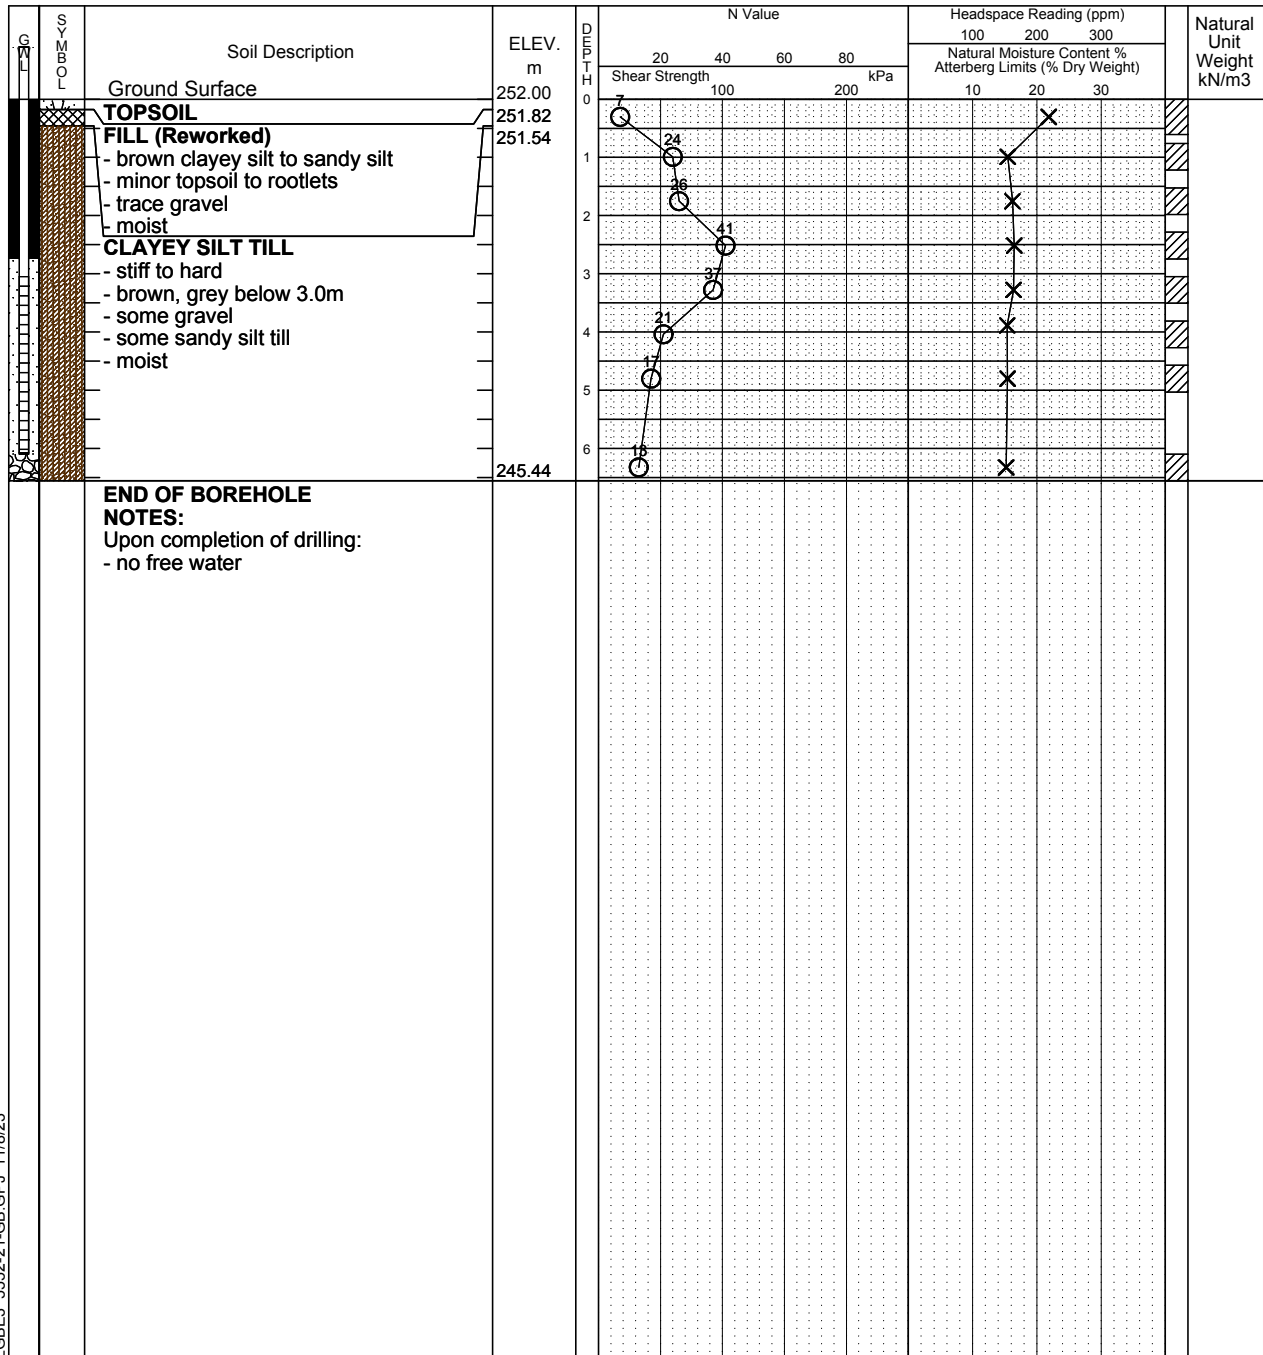 GWL
SYMBOL
Soil Description
Ground Surface
ELEV.
m
DEPTH
N Value
20 40 60 80
Shear Strength kPa
100 200
Headspace Reading (ppm)
100 200 300
Natural Moisture Content %
Atterberg Limits (% Dry Weight)
10 20 30
Natural
Unit
Weight
kN/m3
252.00
0
TOPSOIL
251.82
7
FILL (Reworked)
251.54
- brown clayey silt to sandy silt
24
1
- minor topsoil to rootlets
26
- trace gravel
2
- moist
41
CLAYEY SILT TILL
- stiff to hard
3
37
- brown, grey below 3.0m
- some gravel
21
- some sandy silt till
4
- moist
17
5
6
245.44
END OF BOREHOLE
NOTES:
Upon completion of drilling:
- no free water